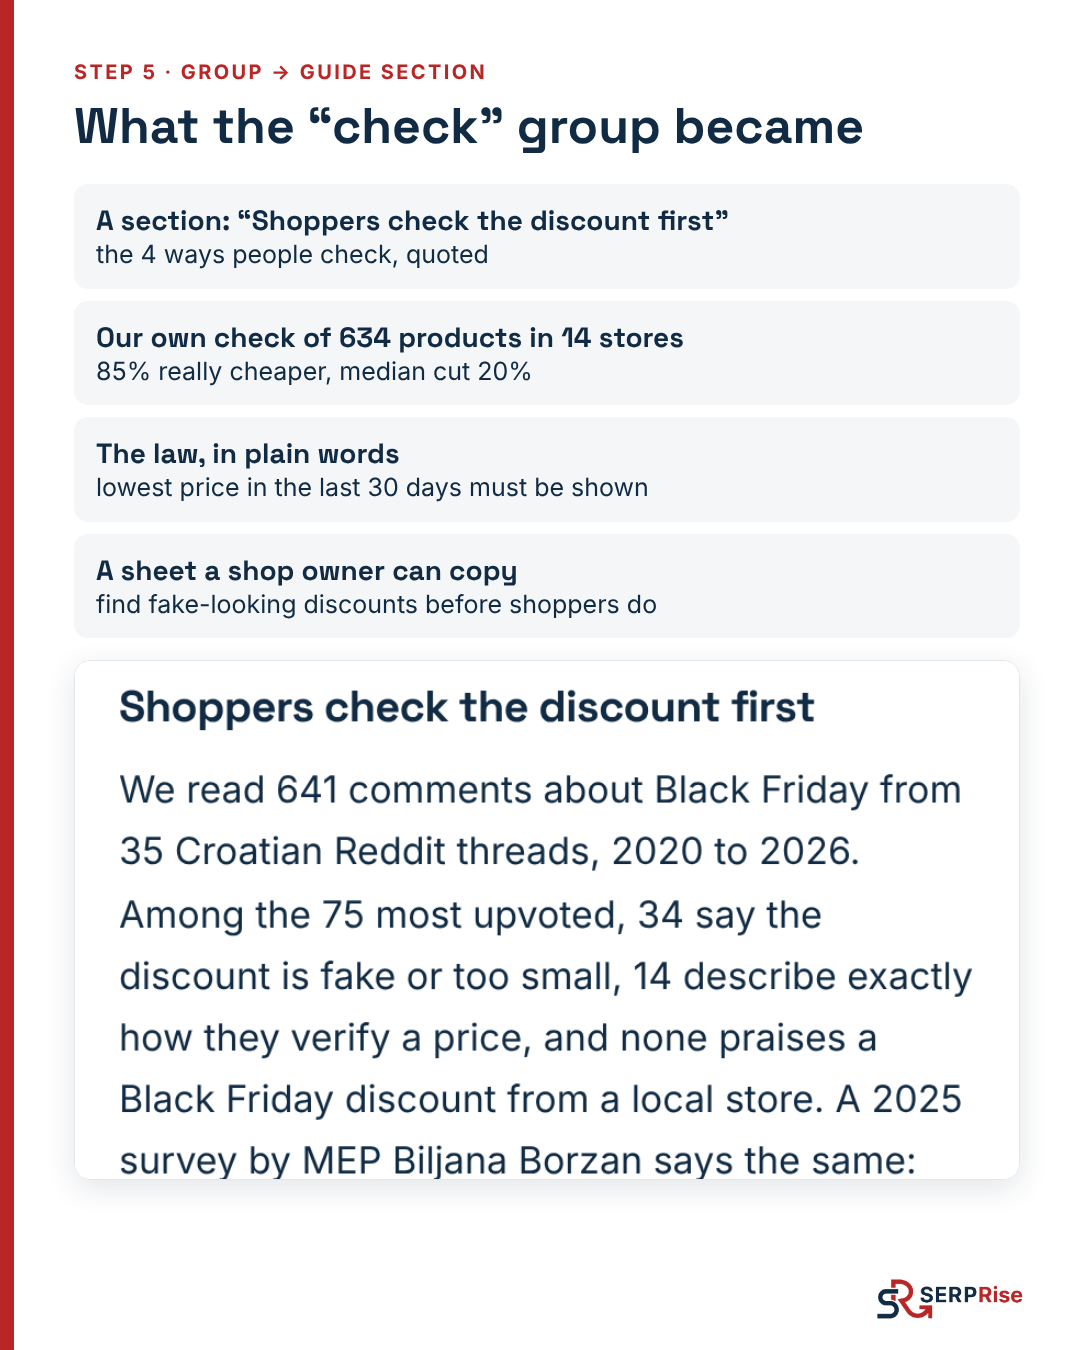 STEP 5 · GROUP → GUIDE SECTION
What the “check” group became
A section: “Shoppers check the discount first”
the 4 ways people check, quoted
Our own check of 634 products in 14 stores
85% really cheaper, median cut 20%
The law, in plain words
lowest price in the last 30 days must be shown
A sheet a shop owner can copy
find fake-looking discounts before shoppers do
Shoppers check the discount first
We read 641 comments about Black Friday from
35 Croatian Reddit threads, 2020 to 2026.
Among the 75 most upvoted, 34 say the
discount is fake or too small, 14 describe exactly
how they verify a price, and none praises a
Black Friday discount from a local store. A 2025
survey by MEP Biljana Borzan says the same:
SR SERPRise